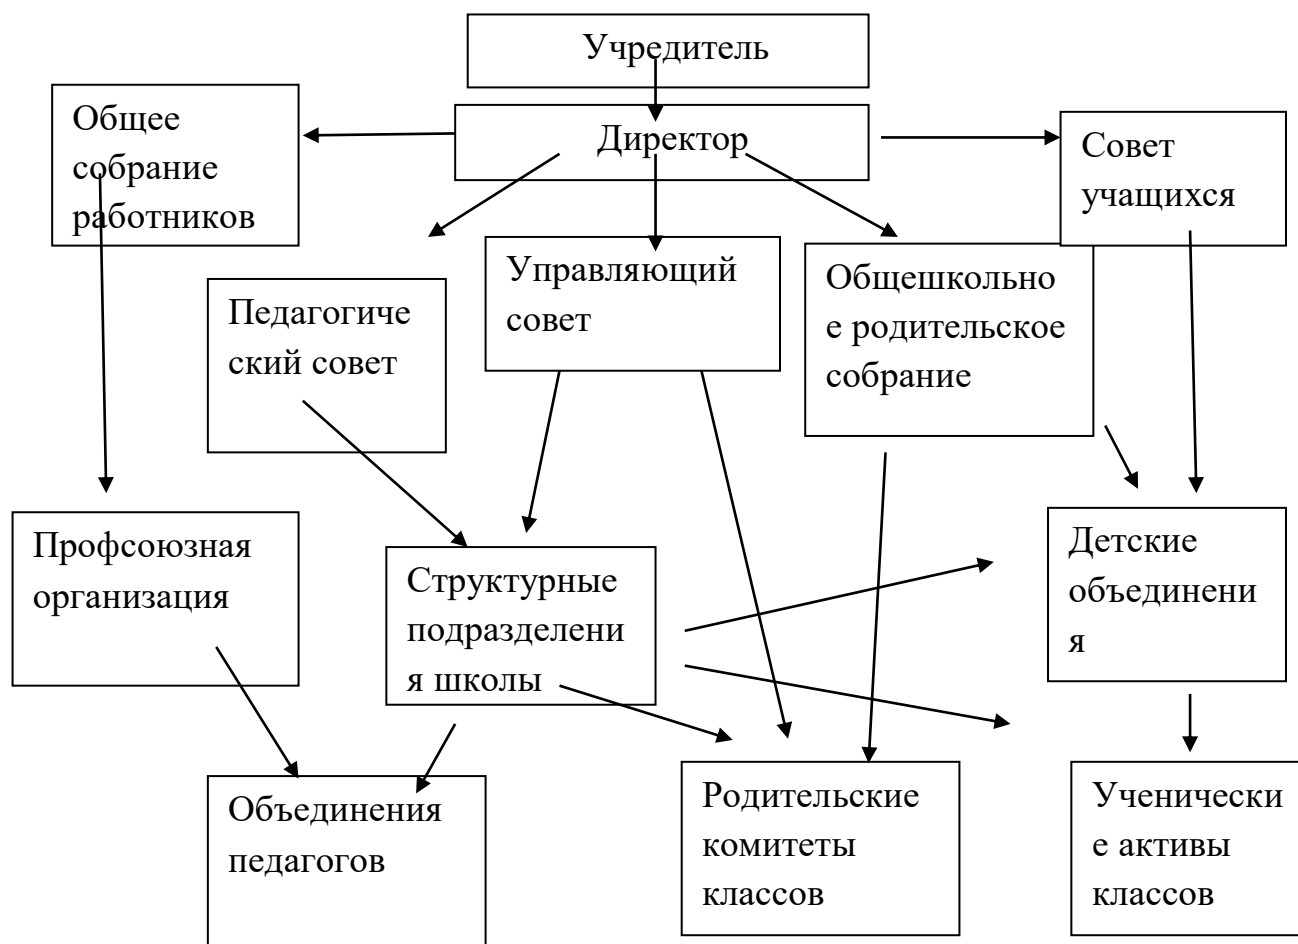 Учредитель
Директор
Общее
собрание
работников
Совет
учащихся
Педагогиче
ский совет
Управляющий
совет
Общешкольно
е родительское
собрание
Профсоюзная
организация
Структурные
подразделени
я школы
Детские
объединени
я
Объединения
педагогов
Родительские
комитеты
классов
Ученически
е активы
классов